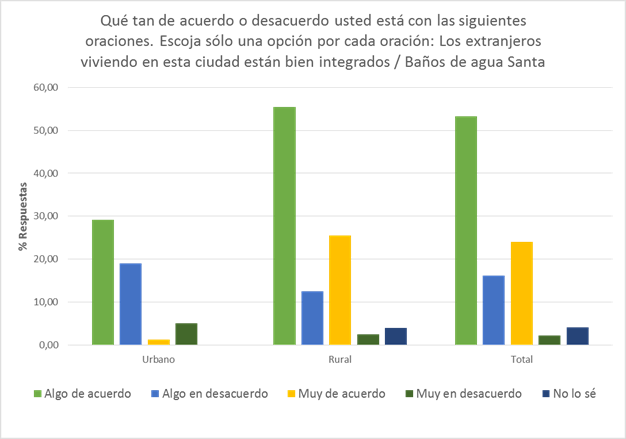 Qué tan de acuerdo o desacuerdo usted está con las siguientes
oraciones. Escoja sólo una opción por cada oración: Los extranjeros
viviendo en esta ciudad están bien integrados / Baños de agua Santa
60,00
50,00
40,00
30,00
20,00
10,00
0,00
% Respuestas
Urbano Rural Total
Algo de acuerdo Algo en desacuerdo Muy de acuerdo Muy en desacuerdo No lo sé